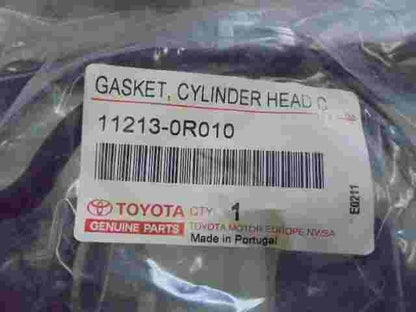 GASKET, CYLINDER HEAD C
11213-0R010
TOYOTA QTY 1
GENUINE PARTS TOYOTA MOTOR EUROPE NV/SA
Made in Portugal
E0211